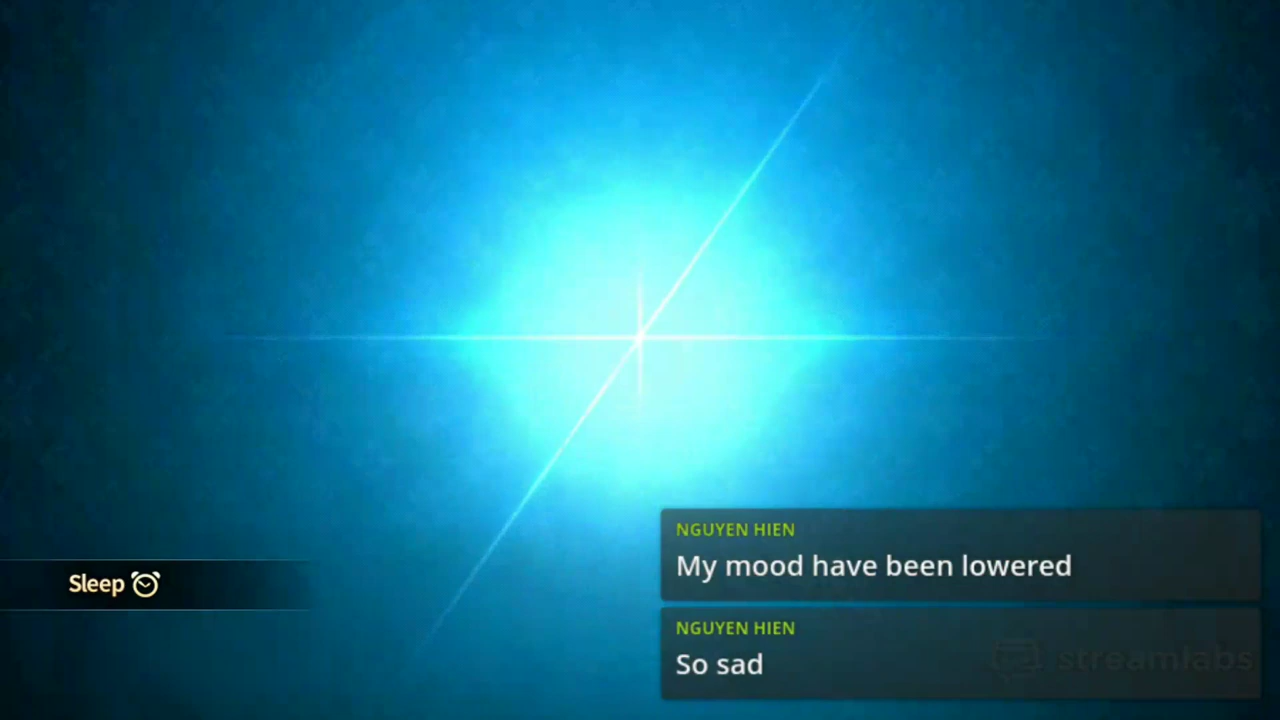 NGUYEN HIEN
My mood have been lowered
Sleep
NGUYEN HIEN
So sad
streamlabs